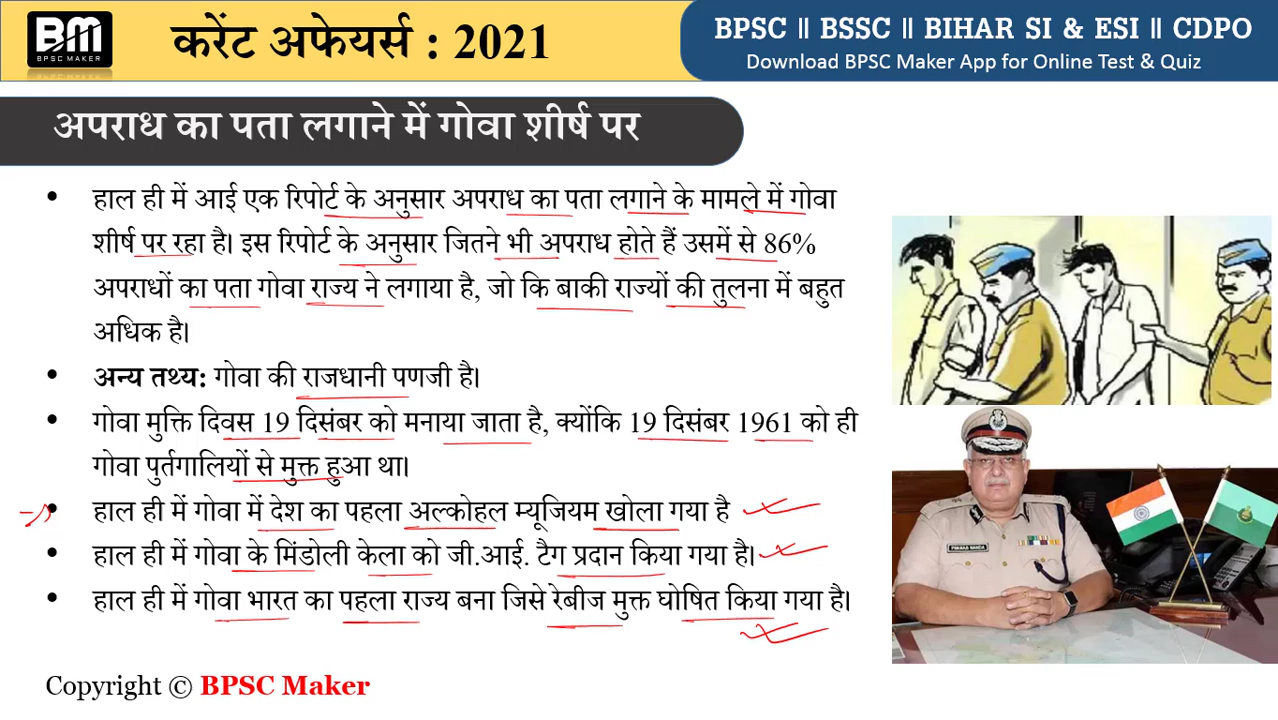 BM
BPSC MAKER
करेंट अफेयर्स : 2021
BPSC || BSSC || BIHAR SI & ESI || CDPO
Download BPSC Maker App for Online Test & Quiz
अपराध का पता लगाने में गोवा शीर्ष पर
• हाल ही में आई एक रिपोर्ट के अनुसार अपराध का पता लगाने के मामले में गोवा
शीर्ष पर रहा है। इस रिपोर्ट के अनुसार जितने भी अपराध होते हैं उसमें से 86%
अपराधों का पता गोवा राज्य ने लगाया है, जो कि बाकी राज्यों की तुलना में बहुत
अधिक है।
• अन्य तथ्य: गोवा की राजधानी पणजी है।
• गोवा मुक्ति दिवस 19 दिसंबर को मनाया जाता है, क्योंकि 19 दिसंबर 1961 को ही
गोवा पुर्तगालियों से मुक्त हुआ था।
• हाल ही में गोवा में देश का पहला अल्कोहल म्यूजियम खोला गया है
• हाल ही में गोवा के मिंडोली केला को जी.आई. टैग प्रदान किया गया है।
• हाल ही में गोवा भारत का पहला राज्य बना जिसे रेबीज मुक्त घोषित किया गया है।
Copyright © BPSC Maker